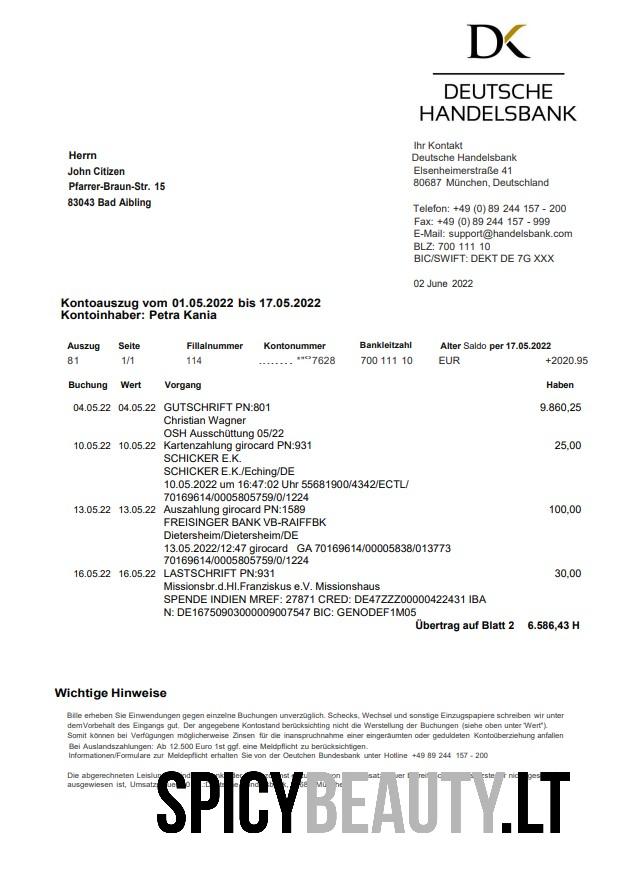 DK
DEUTSCHE
HANDELSBANK
Herrn
John Citizen
Pfarrer-Braun-Str. 15
83043 Bad Aibling
Ihr Kontakt
Deutsche Handelsbank
Elsenheimerstraße 41
80687 München, Deutschland
Telefon: +49 (0) 89 244 157 - 200
Fax: +49 (0) 89 244 157 - 999
E-Mail: support@handelsbank.com
BLZ: 700 111 10
BIC/SWIFT: DEKT DE 7G XXX
02 June 2022
Kontoauszug vom 01.05.2022 bis 17.05.2022
Kontoinhaber: Petra Kania
Auszug Seite Fillalnummer Kontonummer Bankleitzahl Alter Saldo per 17.05.2022
81 1/1 114 7628 700 111 10 EUR +2020.95
Buchung Wert Vorgang Haben
04.05.22 04.05.22 GUTSCHRIFT PN:801 9.860,25
Christian Wagner
OSH Ausschüttung 05/22
10.05.22 10.05.22 Kartenzahlung girocard PN:931 25,00
SCHICKER E.K.
SCHICKER E.K./Eching/DE
10.05.2022 um 16:47:02 Uhr 55681900/4342/ECTL/
70169614/0005805759/0/1224
13.05.22 13.05.22 Auszahlung girocard PN:1589 100,00
FREISINGER BANK VB-RAIFFBK
Dietersheim/Dietersheim/DE
13.05.2022/12:47 girocard GA 70169614/00005838/013773
70169614/0005805759/0/1224
16.05.22 16.05.22 LASTSCHRIFT PN:931 30,00
Missionsbr.d.Hl.Franziskus e.V. Missionshaus
SPENDE INDIEN MREF: 27871 CRED: DE47ZZZ00000422431 IBA
N: DE16750903000009007547 BIC: GENODEF1M05
Übertrag auf Blatt 2 6.586,43 H
Wichtige Hinweise
Bille erheben Sie Einwendungen gegen einzelne Buchungen unverzüglich. Schecks, Wechsel und sonstige Einzugspapiere schreiben wir unter
demVorbehalt des Eingangs gut. Der angegebene Kontostand berücksichting nicht die Werstellung der Buchungen (siehe oben unter 'Wert").
Somit können bei Verfügungen möglicherweise Zinsen für die inanspruchnahme einer eingeräumten or geduldeten Kontoüberziehung anfallen
Bei Auslandszahlungen: Ab 12.500 Euro 1st ggf. eine Meldpflicht zu berücksichtigen.
Informationen/Formulare zur Meldepflicht erhalten Sie von der Oeutchen Bundesbank unter Hotline +49 89 244 157 - 200
Die abgerechneten
ausgewiesen ist,
SPICYBEAUTY.LT